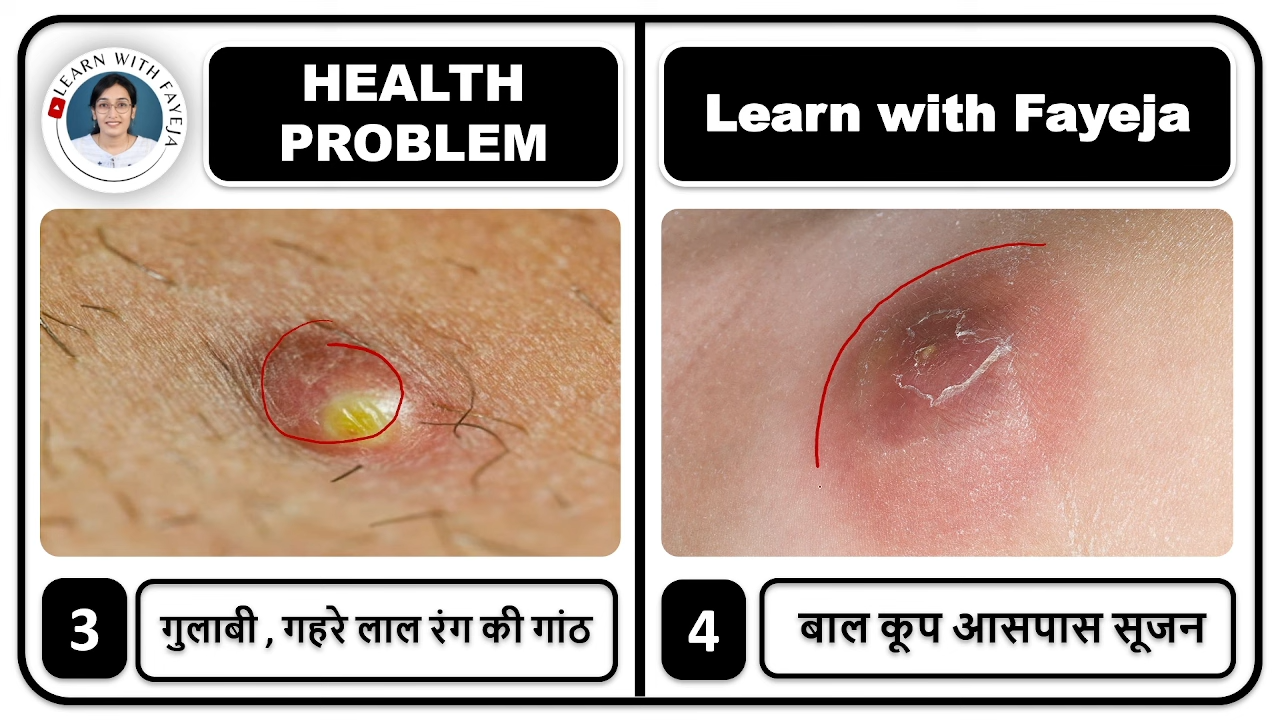 LEARN WITH FAYEJA
HEALTH
PROBLEM
Learn with Fayeja
3
गुलाबी , गहरे लाल रंग की गांठ
4
बाल कूप आसपास सूजन